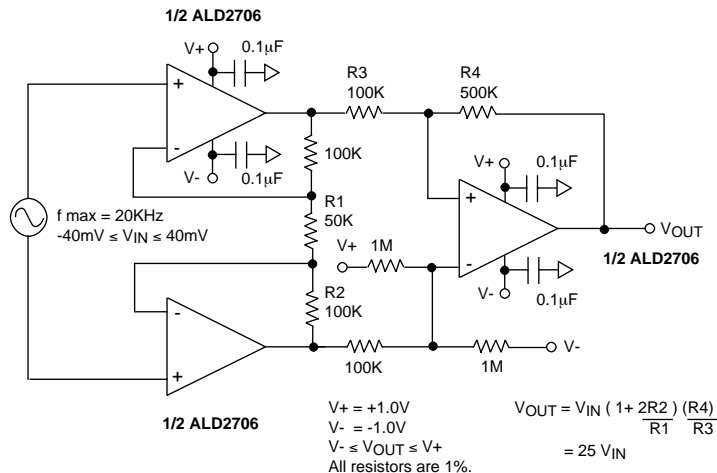 1/2 ALD2706
V+
0.1µF
+
-
V-
0.1µF
R3
100K
R4
500K
100K
R1
50K
f max = 20KHz
-40mV ≤ VIN ≤ 40mV
V+
0.1µF
+
-
V-
0.1µF
VOUT
1/2 ALD2706
V+
1M
R2
100K
-
+
100K
1M
V-
1/2 ALD2706
V+ = +1.0V
V- = -1.0V
V- ≤ VOUT ≤ V+
All resistors are 1%.
VOUT = VIN ( 1+ 2R2 ) (R4)
R1 R3
= 25 VIN